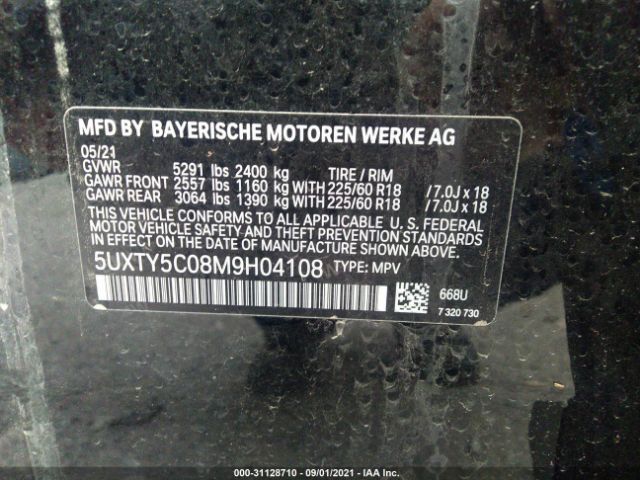 MFD BY BAYERISCHE MOTOREN WERKE AG
05/21
GVWR 5291 lbs 2400 kg TIRE / RIM
GAWR FRONT 2557 lbs 1160 kg WITH 225/60 R18 /7.0J x 18
GAWR REAR 3064 lbs 1390 kg WITH 225/60 R18 /7.0J x 18
THIS VEHICLE CONFORMS TO ALL APPLICABLE U. S. FEDERAL
MOTOR VEHICLE SAFETY AND THEFT PREVENTION STANDARDS
IN EFFECT ON THE DATE OF MANUFACTURE SHOWN ABOVE.
5UXTY5C08M9H04108 TYPE: MPV
668U
7 320 730
000-31128710 - 09/01/2021 - IAA Inc.